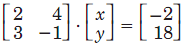 [2 4; 3 −1] · [x; y] = [−2; 18]